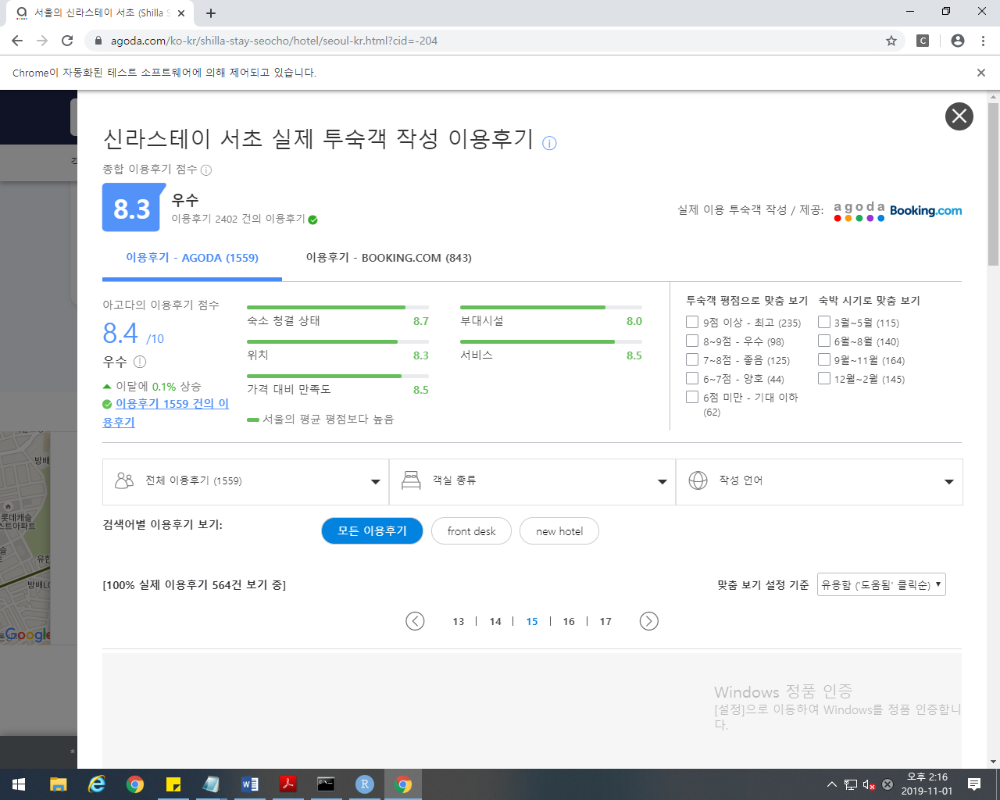 서울의 신라스테이 서초 (Shilla S
agoda.com/ko-kr/shilla-stay-seocho/hotel/seoul-kr.html?cid=-204
Chrome이 자동화된 테스트 소프트웨어에 의해 제어되고 있습니다.
신라스테이 서초 실제 투숙객 작성 이용후기
종합 이용후기 점수
8.3
우수
이용후기 2402 건의 이용후기
실제 이용 투숙객 작성 / 제공:
agoda
Booking.com
이용후기 - AGODA (1559)
이용후기 - BOOKING.COM (843)
아고다의 이용후기 점수
8.4 /10
우수
이달에 0.1% 상승
이용후기 1559 건의 이
용후기
숙소 청결 상태 8.7
부대시설 8.0
위치 8.3
서비스 8.5
가격 대비 만족도 8.5
서울의 평균 평점보다 높음
투숙객 평점으로 맞춤 보기
9점 이상 - 최고 (235)
8~9점 - 우수 (98)
7~8점 - 좋음 (125)
6~7점 - 양호 (44)
6점 미만 - 기대 이하
(62)
숙박 시기로 맞춤 보기
3월~5월 (115)
6월~8월 (140)
9월~11월 (164)
12월~2월 (145)
전체 이용후기 (1559)
객실 종류
작성 언어
검색어별 이용후기 보기:
모든 이용후기
front desk
new hotel
[100% 실제 이용후기 564건 보기 중]
맞춤 보기 설정 기준
유용함 ('도움됨' 클릭순)
13 | 14 | 15 | 16 | 17
방배
롯데캐슬
스트아파트
유한
방배LG
Google
Windows 정품 인증
[설정]으로 이동하여 Windows를 정품 인증합니
다.
오후 2:16
2019-11-01